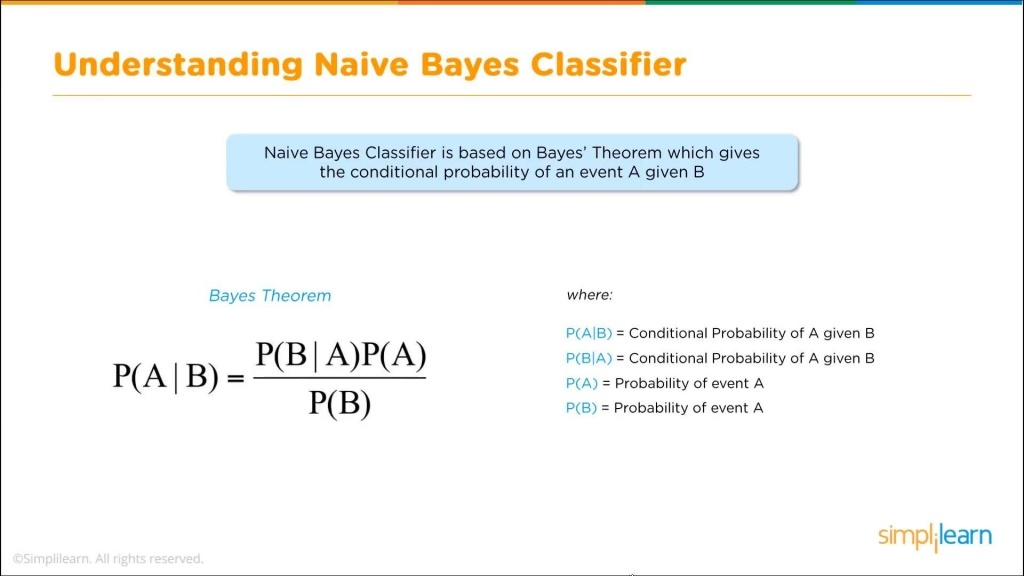 Understanding Naive Bayes Classifier
Naive Bayes Classifier is based on Bayes' Theorem which gives
the conditional probability of an event A given B
Bayes Theorem
P(A | B) = P(B | A)P(A) / P(B)
where:
P(A|B) = Conditional Probability of A given B
P(B|A) = Conditional Probability of A given B
P(A) = Probability of event A
P(B) = Probability of event A
simplilearn
©Simplilearn. All rights reserved.